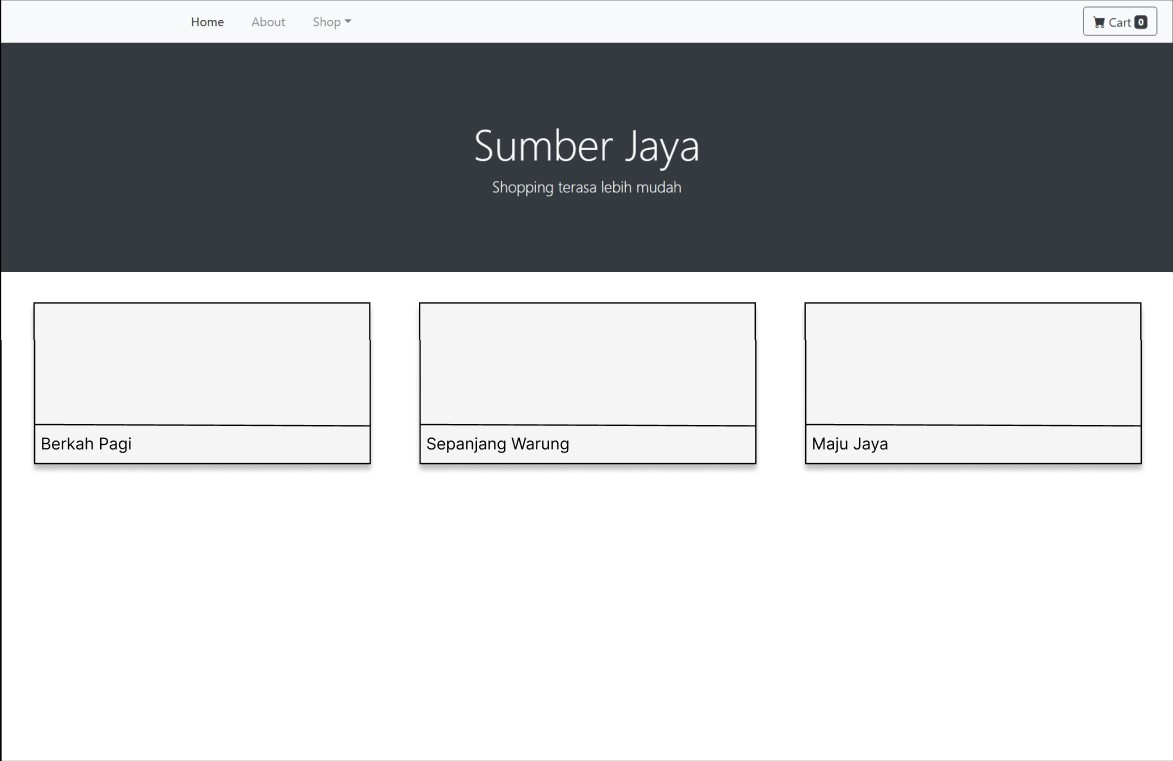 Home About Shop Cart 0
Sumber Jaya
Shopping terasa lebih mudah
Berkah Pagi Sepanjang Warung Maju Jaya